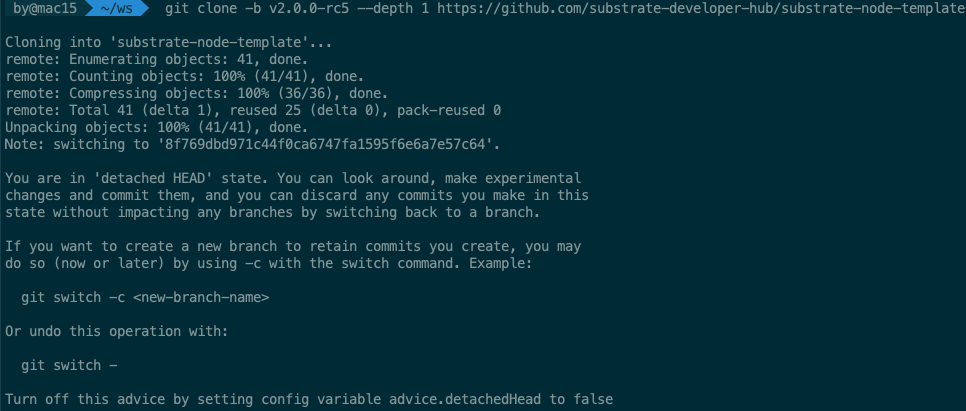 by@mac15 ~/ws git clone -b v2.0.0-rc5 --depth 1 https://github.com/substrate-developer-hub/substrate-node-template
Cloning into 'substrate-node-template'...
remote: Enumerating objects: 41, done.
remote: Counting objects: 100% (41/41), done.
remote: Compressing objects: 100% (36/36), done.
remote: Total 41 (delta 1), reused 25 (delta 0), pack-reused 0
Unpacking objects: 100% (41/41), done.
Note: switching to '8f769dbd971c44f0ca6747fa1595f6e6a7e57c64'.
You are in 'detached HEAD' state. You can look around, make experimental
changes and commit them, and you can discard any commits you make in this
state without impacting any branches by switching back to a branch.
If you want to create a new branch to retain commits you create, you may
do so (now or later) by using -c with the switch command. Example:
git switch -c <new-branch-name>
Or undo this operation with:
git switch -
Turn off this advice by setting config variable advice.detachedHead to false